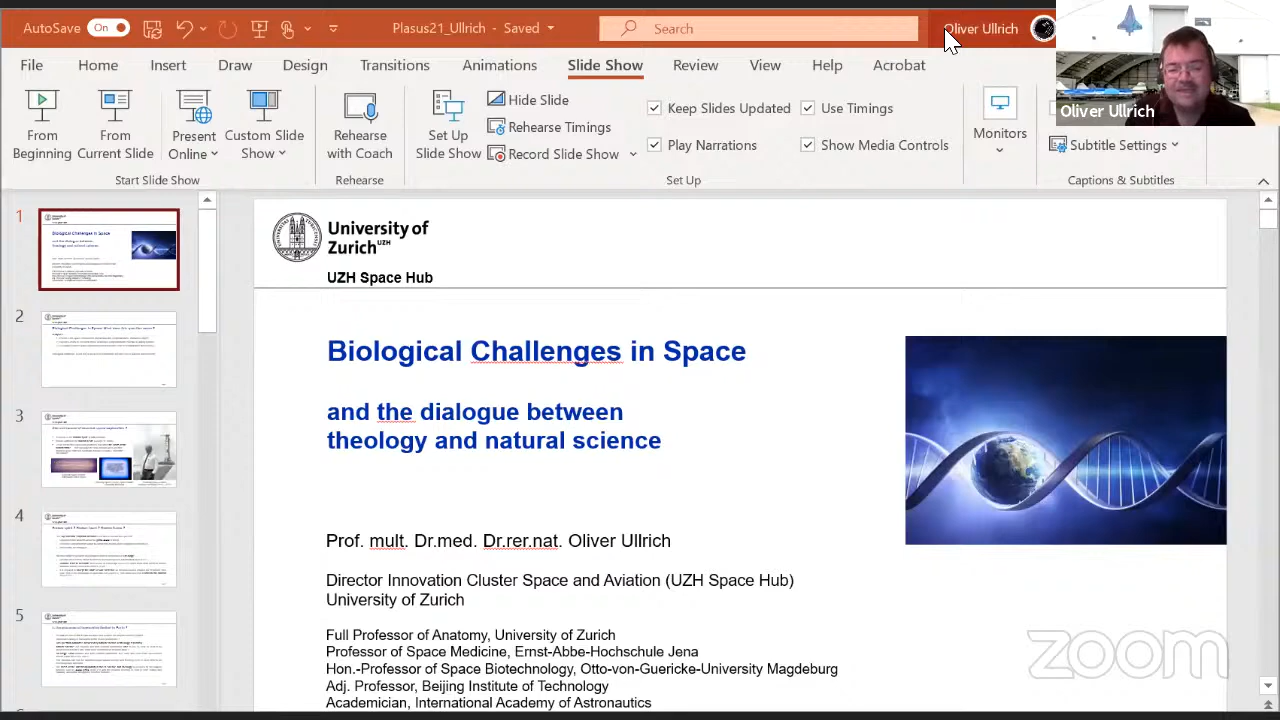 AutoSave On
Plasus21_Ullrich - Saved
Search
Oliver Ullrich
Oliver Ullrich
File Home Insert Draw Design Transitions Animations Slide Show Review View Help Acrobat
From Beginning
From Current Slide
Present Online
Custom Slide Show
Rehearse with Coach
Set Up Slide Show
Hide Slide
Rehearse Timings
Record Slide Show
Keep Slides Updated
Play Narrations
Use Timings
Show Media Controls
Monitors
Subtitle Settings
Start Slide Show
Rehearse
Set Up
Captions & Subtitles
1
2
3
4
5
University of
Zurich UZH
UZH Space Hub
Biological Challenges in Space
and the dialogue between
theology and natural science
Prof. mult. Dr.med. Dr.rer.nat. Oliver Ullrich
Director Innovation Cluster Space and Aviation (UZH Space Hub)
University of Zurich
Full Professor of Anatomy, University of Zurich
Professor of Space Medicine, Ernst-Abbe-Hochschule Jena
Hon.-Professor of Space Biotechnology, Otto-von-Guericke-University Magdeburg
Adj. Professor, Beijing Institute of Technology
Academician, International Academy of Astronautics
zoom